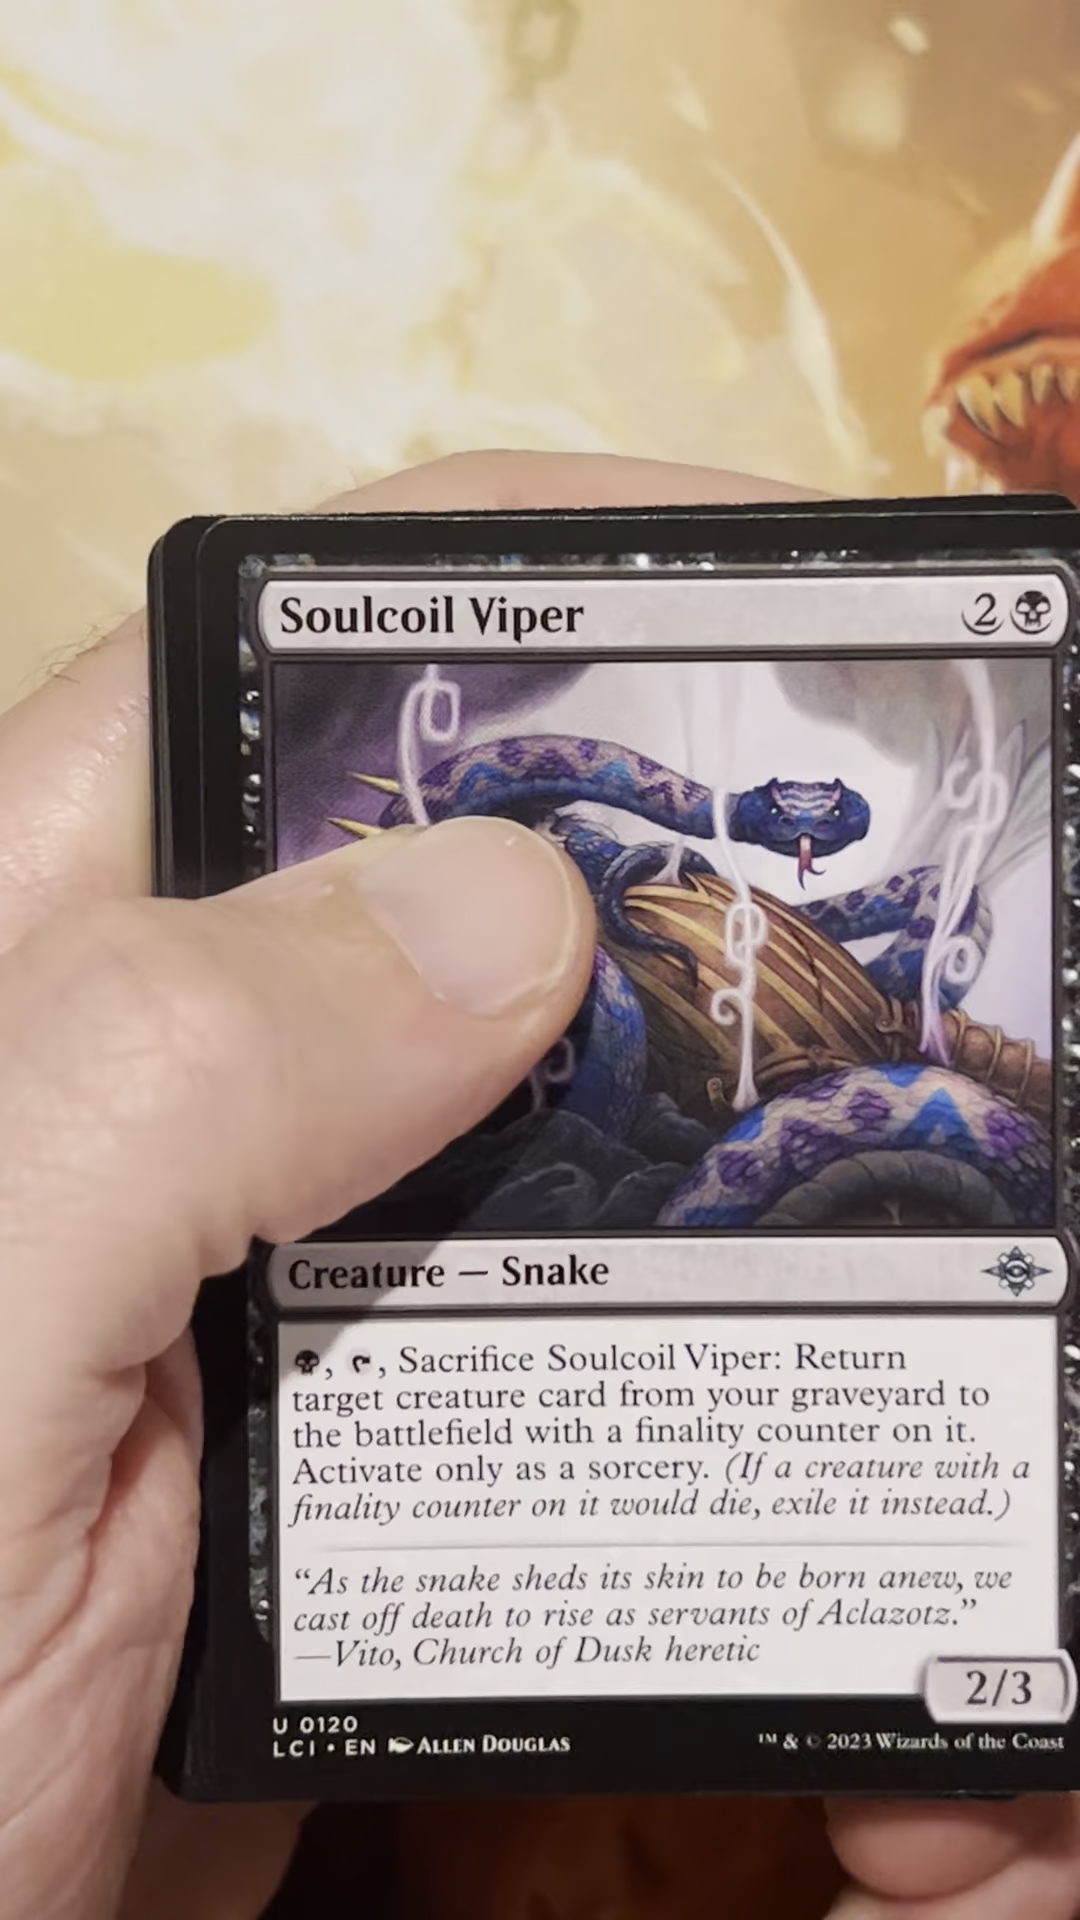 Soulcoil Viper 2
Creature — Snake
, , Sacrifice Soulcoil Viper: Return
target creature card from your graveyard to
the battlefield with a finality counter on it.
Activate only as a sorcery. (If a creature with a
finality counter on it would die, exile it instead.)
“As the snake sheds its skin to be born anew, we
cast off death to rise as servants of Aclazotz.”
—Vito, Church of Dusk heretic
2/3
U 0120
LCI • EN ALLEN DOUGLAS
™ & © 2023 Wizards of the Coast